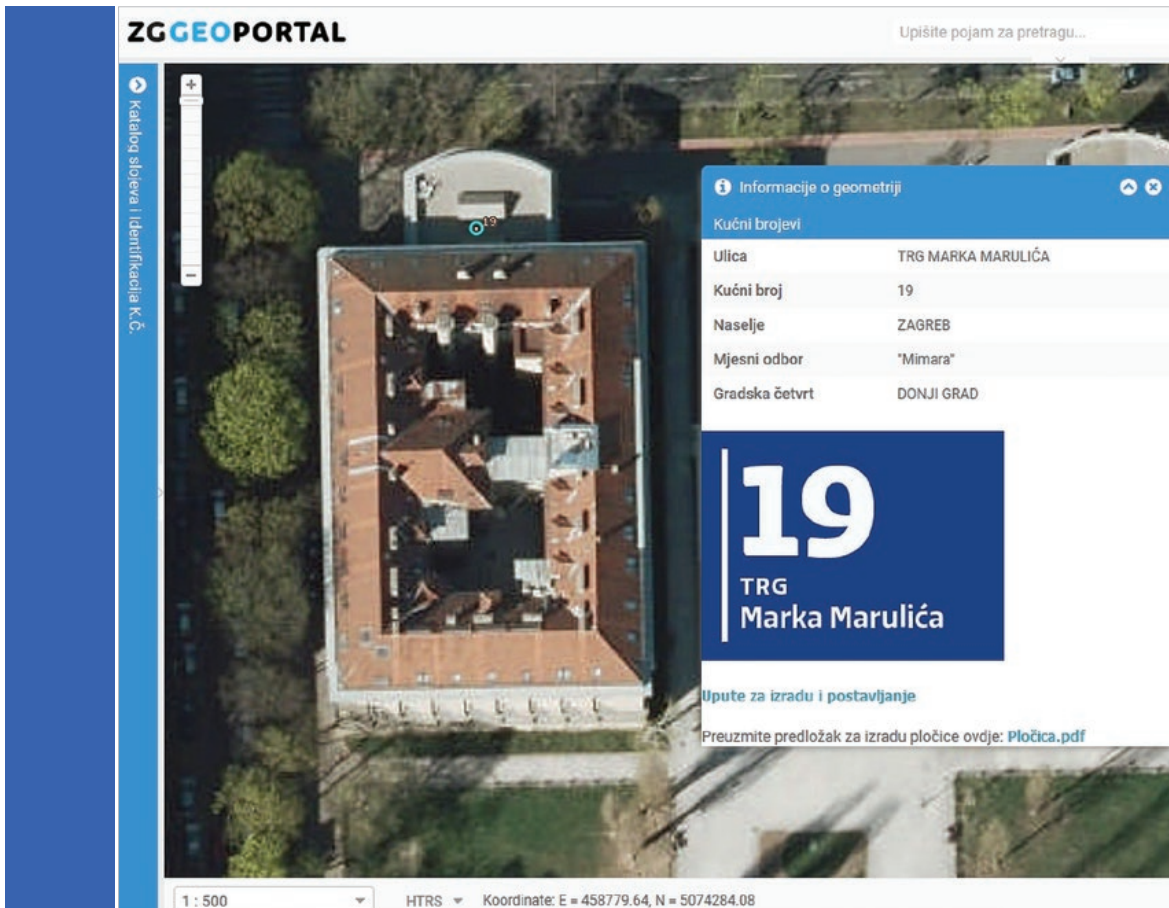 ZGGEOPORTAL
Upišite pojam za pretragu...
Katalog slojeva i Identifikacija K.Č.
+
19
−
Informacije o geometriji
Kućni brojevi
Ulica TRG MARKA MARULIĆA
Kućni broj 19
Naselje ZAGREB
Mjesni odbor "Mimara"
Gradska četvrt DONJI GRAD
19
TRG
Marka Marulića
Upute za izradu i postavljanje
Preuzmite predložak za izradu pločice ovdje: Pločica.pdf
1 : 500 HTRS Koordinate: E = 458779.64, N = 5074284.08